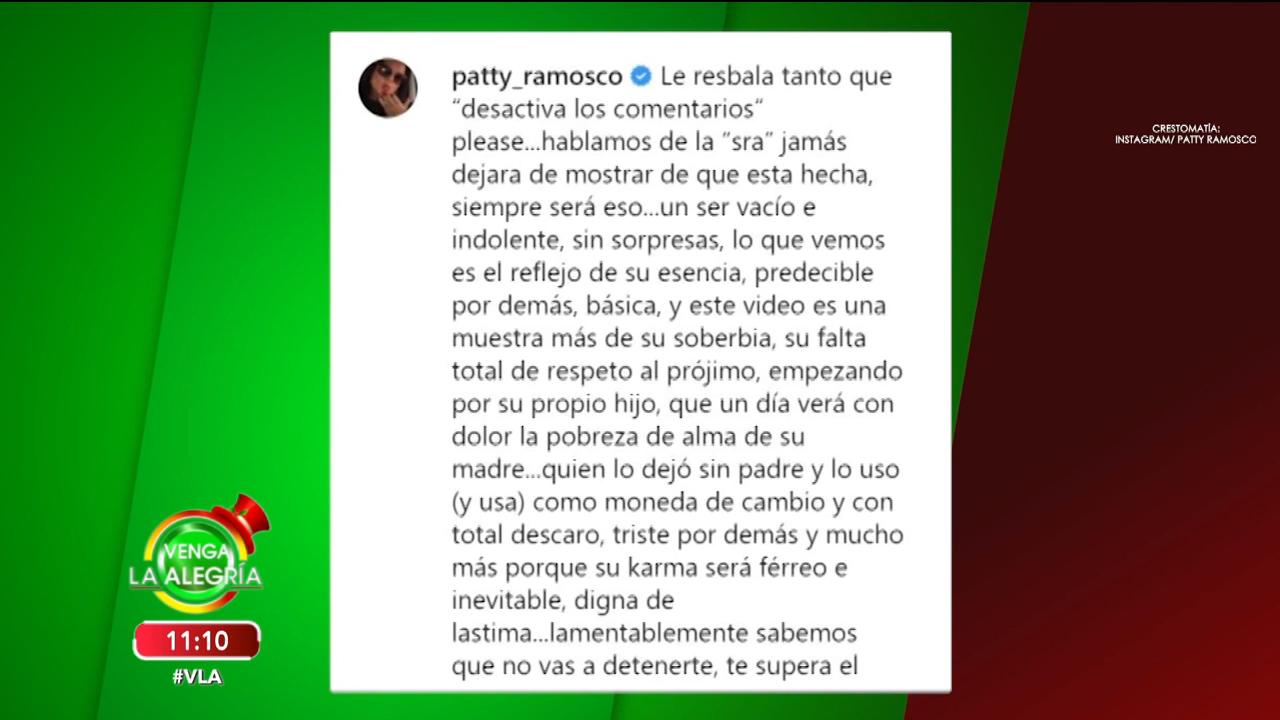 patty_ramosco Le resbala tanto que
“desactiva los comentarios“
please...hablamos de la ”sra” jamás
dejara de mostrar de que esta hecha,
siempre será eso...un ser vacío e
indolente, sin sorpresas, lo que vemos
es el reflejo de su esencia, predecible
por demás, básica, y este video es una
muestra más de su soberbia, su falta
total de respeto al prójimo, empezando
por su propio hijo, que un día verá con
dolor la pobreza de alma de su
madre...quien lo dejó sin padre y lo uso
(y usa) como moneda de cambio y con
total descaro, triste por demás y mucho
más porque su karma será férreo e
inevitable, digna de
lastima...lamentablemente sabemos
que no vas a detenerte, te supera el
CRESTOMATÍA:
INSTAGRAM/ PATTY RAMOSCO
VENGA
LA ALEGRÍA
11:10
#VLA